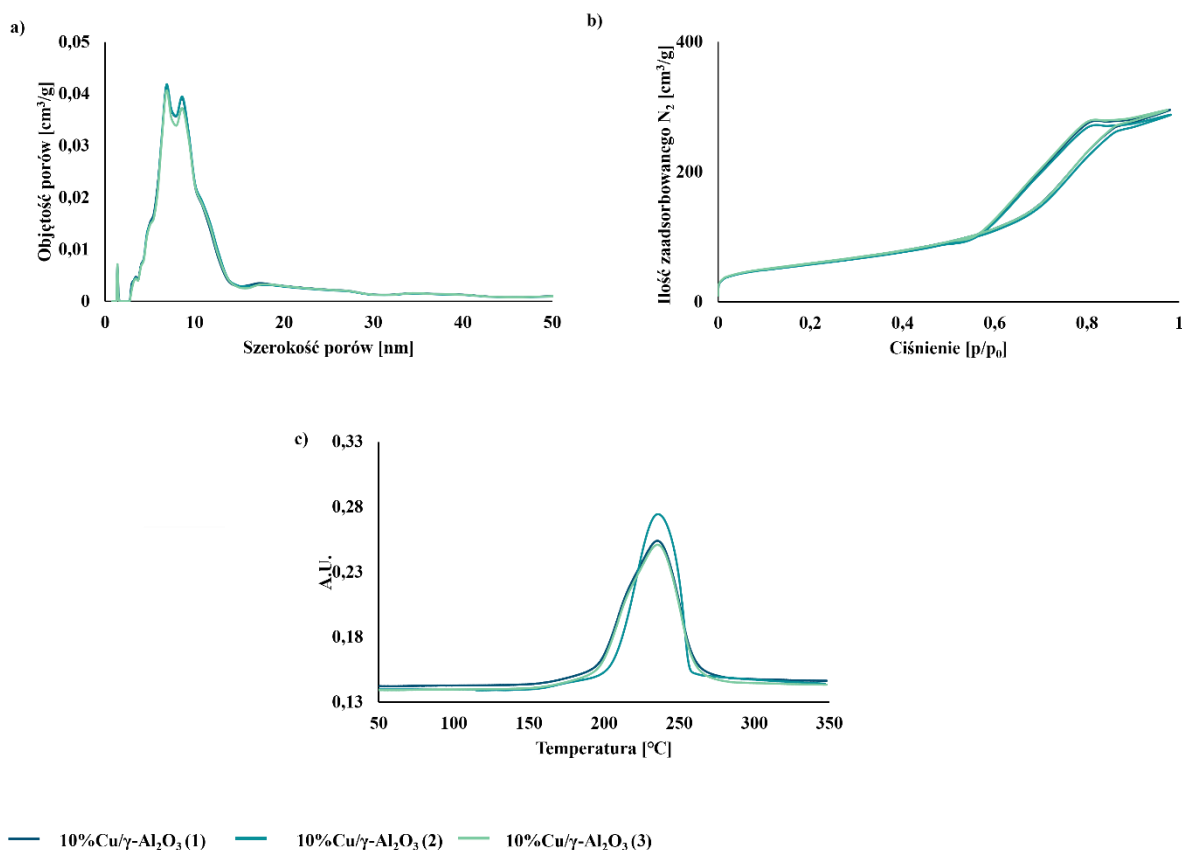 a)
Objętość porów [cm³/g]
0,05
0,04
0,03
0,02
0,01
0
0 10 20 30 40 50
Szerokość porów [nm]
b)
Ilość zaadsorbowanego N₂ [cm³/g]
400
200
0
0 0,2 0,4 0,6 0,8 1
Ciśnienie [p/p₀]
c)
A.U.
0,33
0,28
0,23
0,18
0,13
50 100 150 200 250 300 350
Temperatura [°C]
10%Cu/γ-Al₂O₃ (1) 10%Cu/γ-Al₂O₃ (2) 10%Cu/γ-Al₂O₃ (3)